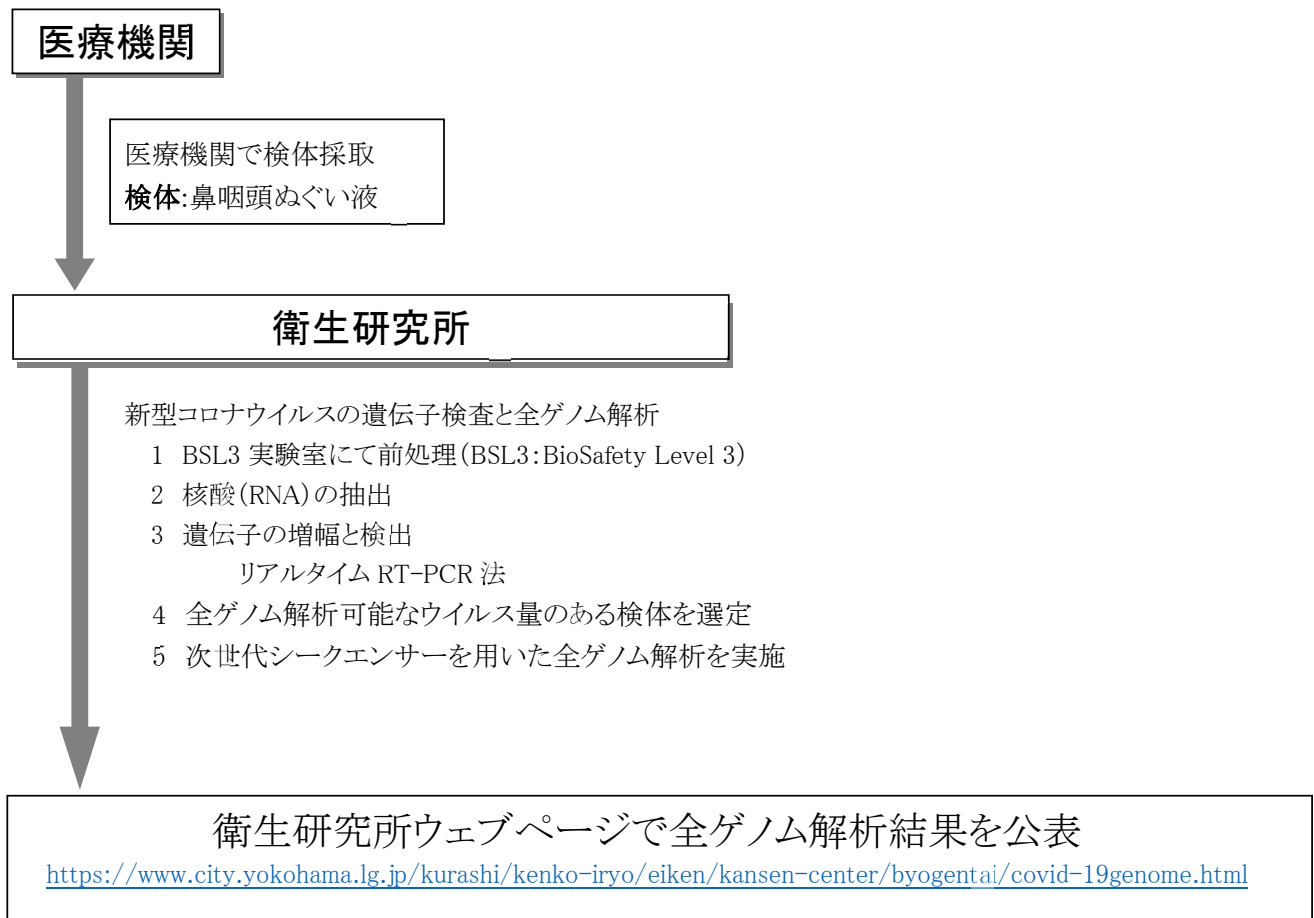 医療機関
医療機関で検体採取
検体:鼻咽頭ぬぐい液
衛生研究所
新型コロナウイルスの遺伝子検査と全ゲノム解析
1 BSL3 実験室にて前処理(BSL3:BioSafety Level 3)
2 核酸(RNA)の抽出
3 遺伝子の増幅と検出
リアルタイム RT-PCR 法
4 全ゲノム解析可能なウイルス量のある検体を選定
5 次世代シークエンサーを用いた全ゲノム解析を実施
衛生研究所ウェブページで全ゲノム解析結果を公表
https://www.city.yokohama.lg.jp/kurashi/kenko-iryo/eiken/kansen-center/byogentai/covid-19genome.html